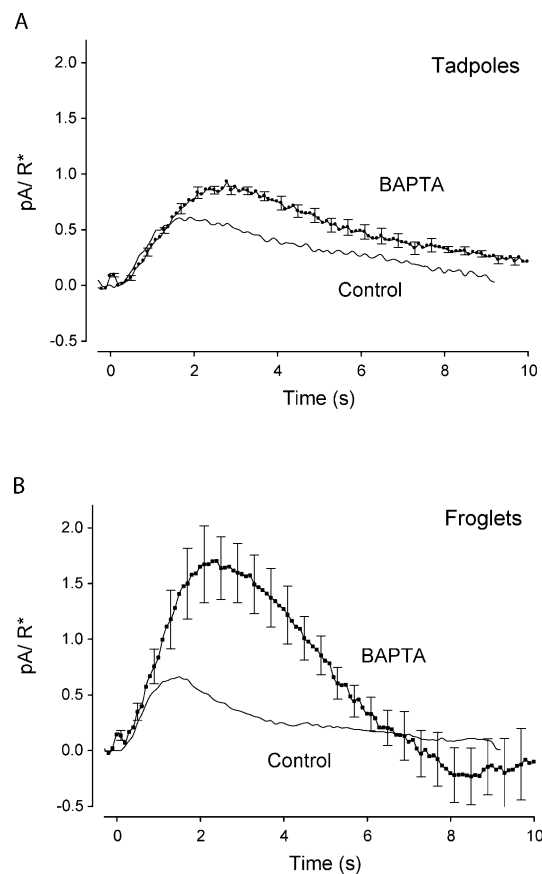 A
Tadpoles
2.0
1.5
1.0
0.5
0.0
-0.5
pA/ R*
BAPTA
Control
0 2 4 6 8 10
Time (s)
B
Froglets
2.0
1.5
1.0
0.5
0.0
-0.5
pA/ R*
BAPTA
Control
0 2 4 6 8 10
Time (s)